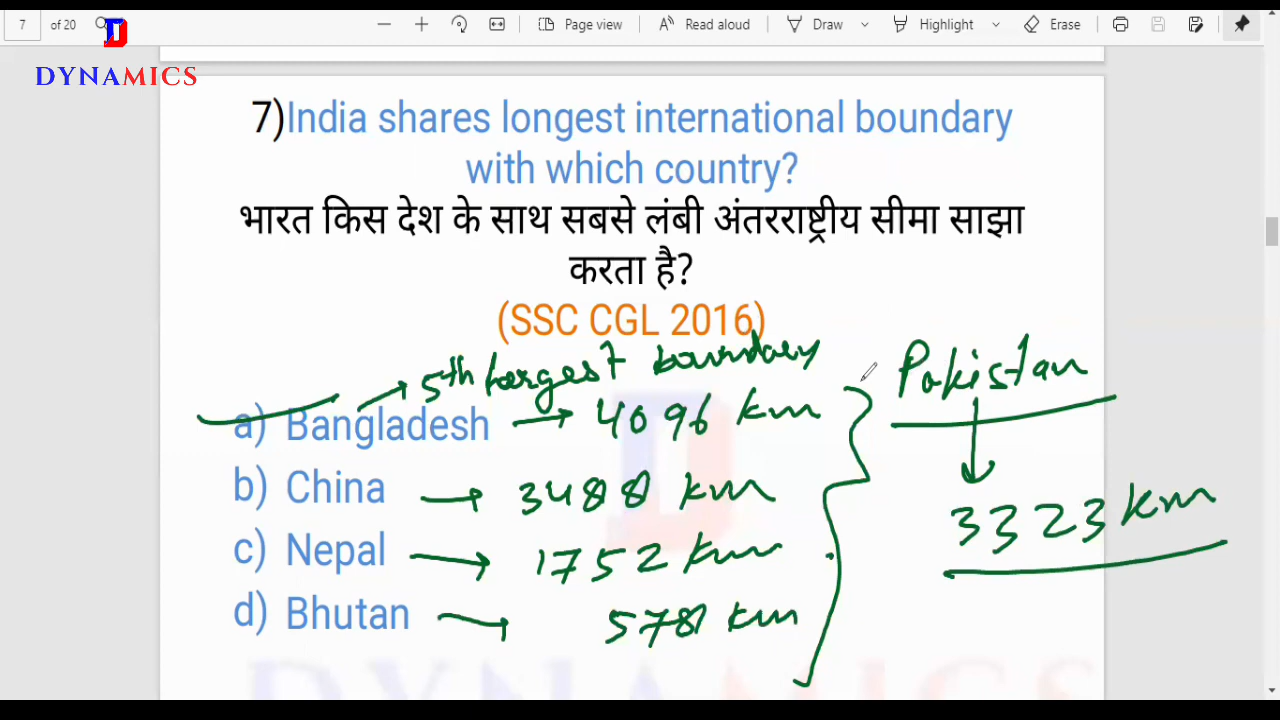 7 of 20 Page view Read aloud Draw Highlight Erase
DYNAMICS
7)India shares longest international boundary
with which country?
भारत किस देश के साथ सबसे लंबी अंतरराष्ट्रीय सीमा साझा
करता है?
(SSC CGL 2016)
5th largest boundary
a) Bangladesh → 4096 km
b) China → 3488 km
c) Nepal → 1752 km
d) Bhutan → 578 km
Pakistan
3323 km
DYNAMICS